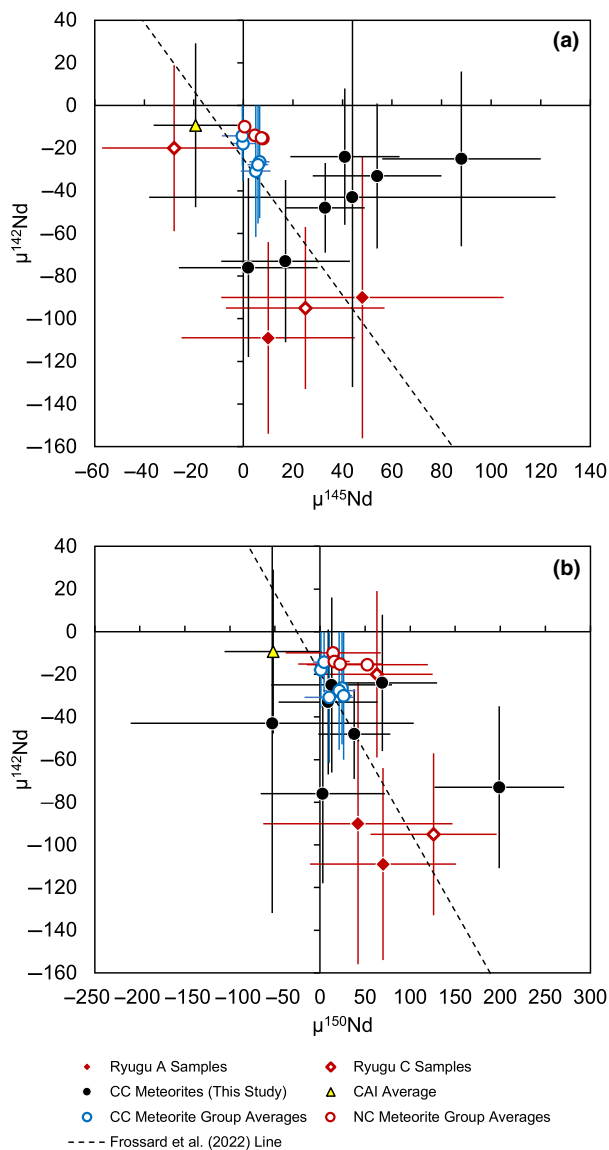 (a)
40
20
0
−20
−40
−60
−80
−100
−120
−140
−160
μ¹⁴²Nd
−60 −40 −20 0 20 40 60 80 100 120 140
μ¹⁴⁵Nd
(b)
40
20
0
−20
−40
−60
−80
−100
−120
−140
−160
μ¹⁴²Nd
−250 −200 −150 −100 −50 0 50 100 150 200 250 300
μ¹⁵⁰Nd
Ryugu A Samples Ryugu C Samples
CC Meteorites (This Study) CAI Average
CC Meteorite Group Averages NC Meteorite Group Averages
Frossard et al. (2022) Line